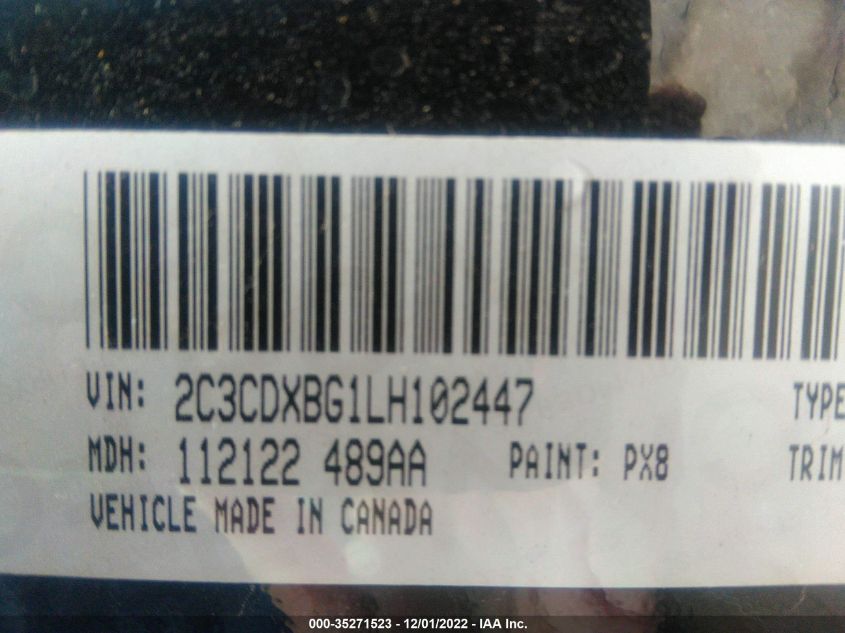 VIN: 2C3CDXBG1LH102447 TYPE
MDH: 112122 489AA PAINT: PX8 TRIM
VEHICLE MADE IN CANADA
000-35271523 - 12/01/2022 - IAA Inc.